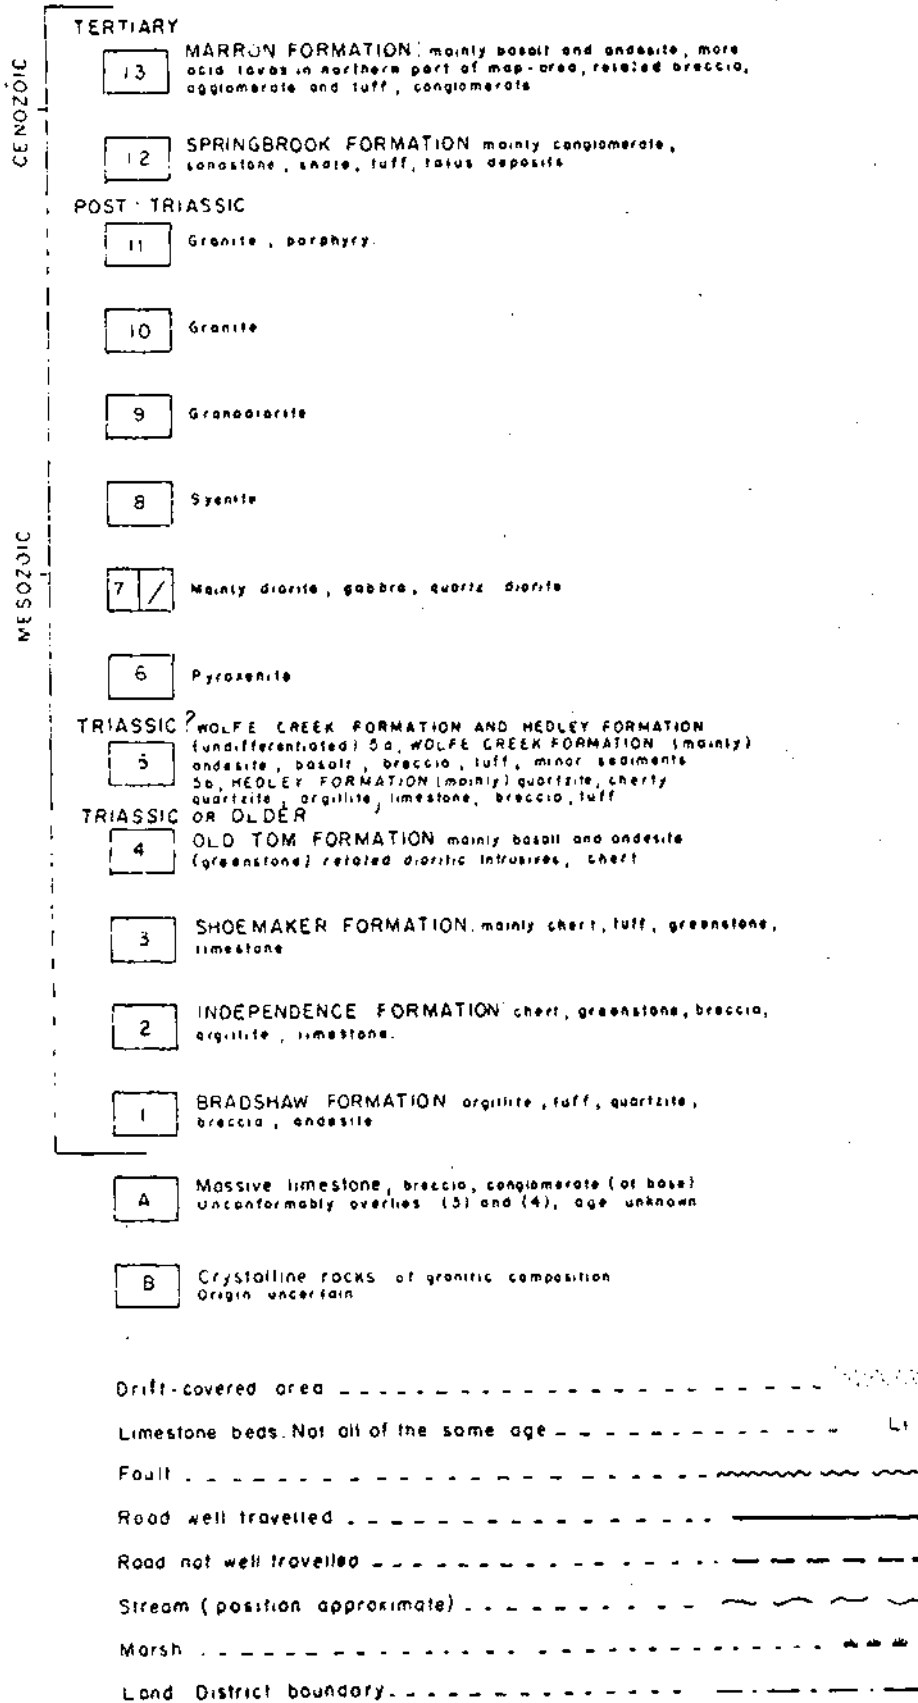 CENOZOIC
TERTIARY
13 MARRON FORMATION: mainly basalt and andesite, more
acid lavas in northern part of map-area, related breccia,
agglomerate and tuff, conglomerate
12 SPRINGBROOK FORMATION mainly conglomerate,
sandstone, shale, tuff, talus deposits
MESOZOIC
POST-TRIASSIC
11 Granite, porphyry.
10 Granite
9 Granodiorite
8 Syenite
7 / Mainly diorite, gabbro, quartz diorite
6 Pyroxenite
TRIASSIC? WOLFE CREEK FORMATION AND HEDLEY FORMATION
5 (undifferentiated) 5a, WOLFE CREEK FORMATION (mainly)
andesite, basalt, breccia, tuff, minor sediments
5b, HEDLEY FORMATION (mainly) quartzite, cherty
quartzite, argillite, limestone, breccia, tuff
TRIASSIC OR OLDER
4 OLD TOM FORMATION mainly basalt and andesite
(greenstone) related dioritic intrusives, chert
3 SHOEMAKER FORMATION. mainly chert, tuff, greenstone,
limestone
2 INDEPENDENCE FORMATION chert, greenstone, breccia,
argillite, limestone.
1 BRADSHAW FORMATION argillite, tuff, quartzite,
breccia, andesite
A Massive limestone, breccia, conglomerate (at base)
Unconformably overlies (3) and (4), age unknown
B Crystalline rocks of granitic composition
Origin uncertain
Drift-covered area
Limestone beds. Not all of the same age
Fault
Road well travelled
Road not well travelled
Stream (position approximate)
Marsh
Land District boundary